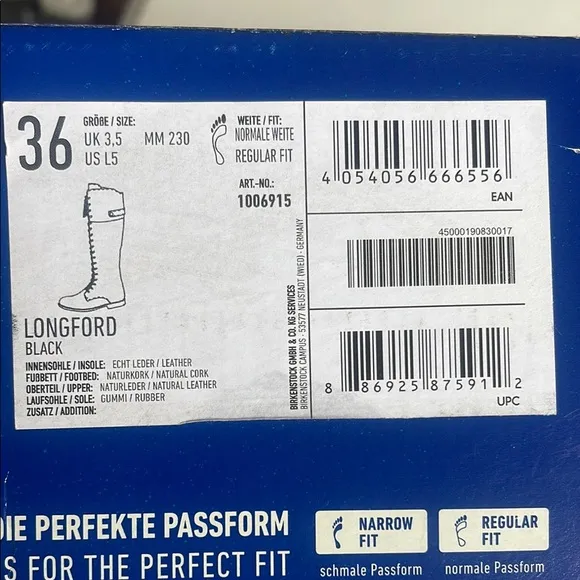 36
GRÖßE / SIZE:
UK 3,5 MM 230
US L5
WEITE / FIT:
NORMALE WEITE
REGULAR FIT
ART.-NO.:
1006915
LONGFORD
BLACK
INNENSOHLE / INSOLE: ECHT LEDER / LEATHER
FUßBETT / FOOTBED: NATURKORK / NATURAL CORK
OBERTEIL / UPPER: NATURLEDER / NATURAL LEATHER
LAUFSOHLE / SOLE: GUMMI / RUBBER
ZUSATZ / ADDITION:
BIRKENSTOCK GMBH & CO. KG SERVICES
BIRKENSTOCK CAMPUS · 53577 NEUSTADT (WIED) · GERMANY
4 054056 666556
EAN
45000190830017
8 86925 87591 2
UPC
DIE PERFEKTE PASSFORM
S FOR THE PERFECT FIT
NARROW
FIT
schmale Passform
REGULAR
FIT
normale Passform